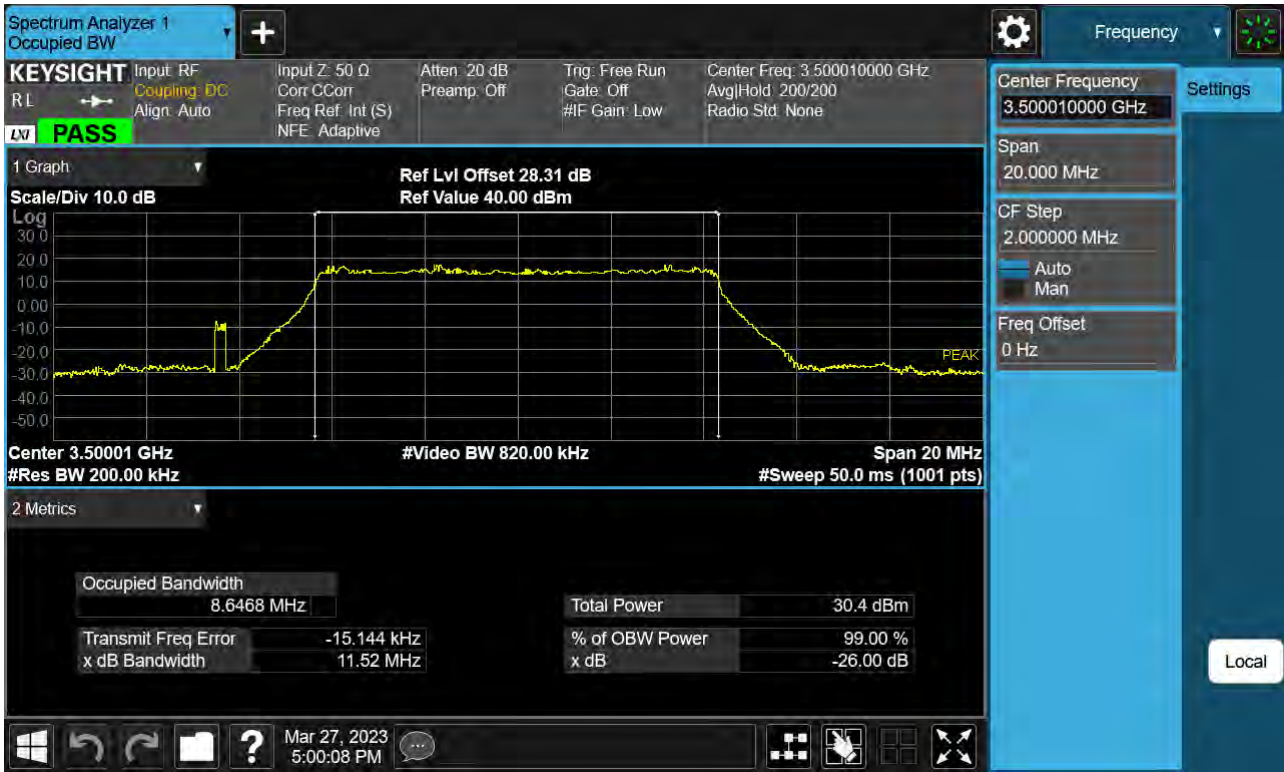 Spectrum Analyzer 1
Occupied BW
Frequency
KEYSIGHT
R L
LXI PASS
Input: RF
Coupling: DC
Align: Auto
Input Z: 50 Ω
Corr CCorr
Freq Ref: Int (S)
NFE: Adaptive
Atten: 20 dB
Preamp: Off
Trig: Free Run
Gate: Off
#IF Gain: Low
Center Freq: 3.500010000 GHz
Avg|Hold: 200/200
Radio Std: None
Center Frequency
3.500010000 GHz
Settings
Span
20.000 MHz
CF Step
2.000000 MHz
Auto
Man
Freq Offset
0 Hz
Local
1 Graph
Scale/Div 10.0 dB
Ref Lvl Offset 28.31 dB
Ref Value 40.00 dBm
Log
30.0
20.0
10.0
0.00
-10.0
-20.0
-30.0
-40.0
-50.0
PEAK
Center 3.50001 GHz
#Video BW 820.00 kHz
Span 20 MHz
#Res BW 200.00 kHz
#Sweep 50.0 ms (1001 pts)
2 Metrics
Occupied Bandwidth
8.6468 MHz
Total Power 30.4 dBm
Transmit Freq Error -15.144 kHz
% of OBW Power 99.00 %
x dB Bandwidth 11.52 MHz
x dB -26.00 dB
?
Mar 27, 2023
5:00:08 PM